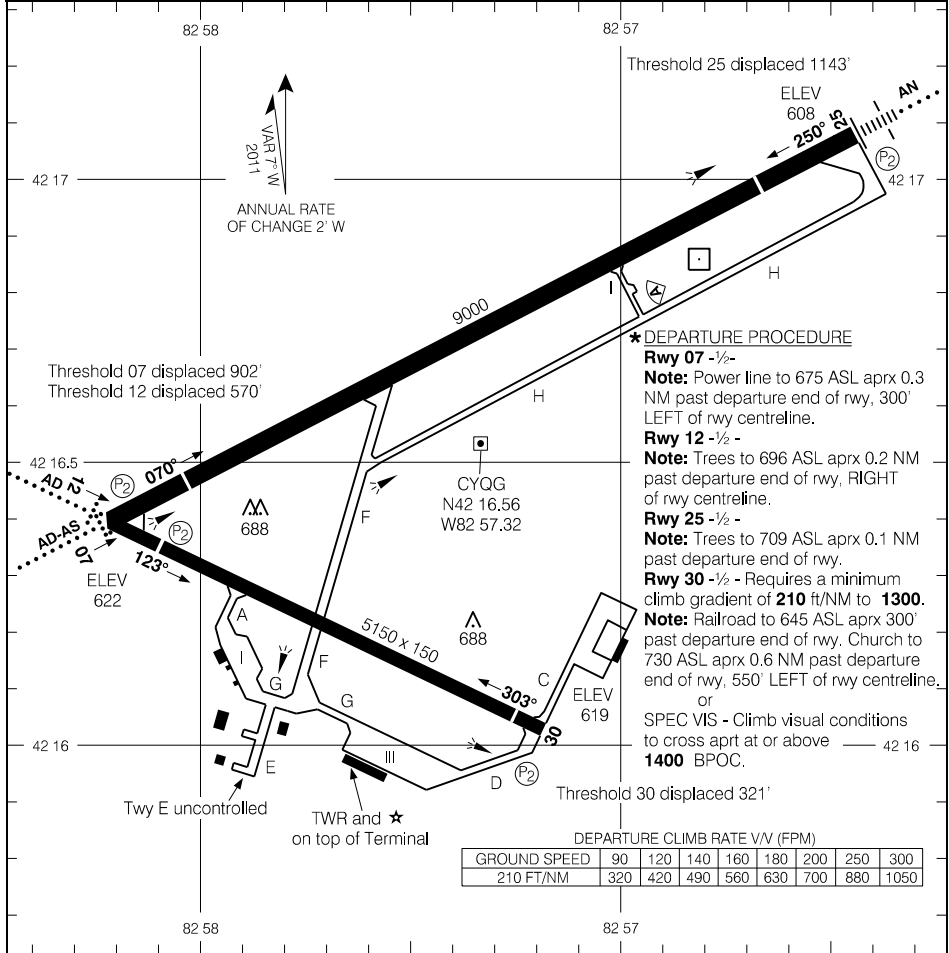 82 58
82 57
Threshold 25 displaced 1143'
ELEV
608
AN
25
250°
P2
VAR 7° W
2011
42 17
42 17
ANNUAL RATE
OF CHANGE 2' W
H
I
A
9000
Threshold 07 displaced 902'
Threshold 12 displaced 570'
H
* DEPARTURE PROCEDURE
Rwy 07 -½-
Note: Power line to 675 ASL aprx 0.3
NM past departure end of rwy, 300'
LEFT of rwy centreline.
Rwy 12 -½ -
Note: Trees to 696 ASL aprx 0.2 NM
past departure end of rwy, RIGHT
of rwy centreline.
Rwy 25 -½ -
Note: Trees to 709 ASL aprx 0.1 NM
past departure end of rwy.
Rwy 30 -½ - Requires a minimum
climb gradient of 210 ft/NM to 1300.
Note: Railroad to 645 ASL aprx 300'
past departure end of rwy. Church to
730 ASL aprx 0.6 NM past departure
end of rwy, 550' LEFT of rwy centreline.
or
SPEC VIS - Climb visual conditions
to cross aprt at or above
1400 BPOC.
42 16.5
AD
12
P2
070°
CYQG
N42 16.56
W82 57.32
F
688
P2
AD-AS
07
123°
ELEV
622
A
I
G
5150 x 150
688
F
G
C
303°
30
ELEV
619
42 16
42 16
E
III
D
P2
Twy E uncontrolled
TWR and ☆
on top of Terminal
Threshold 30 displaced 321'
DEPARTURE CLIMB RATE V/V (FPM)
GROUND SPEED 90 120 140 160 180 200 250 300
210 FT/NM 320 420 490 560 630 700 880 1050
82 58
82 57